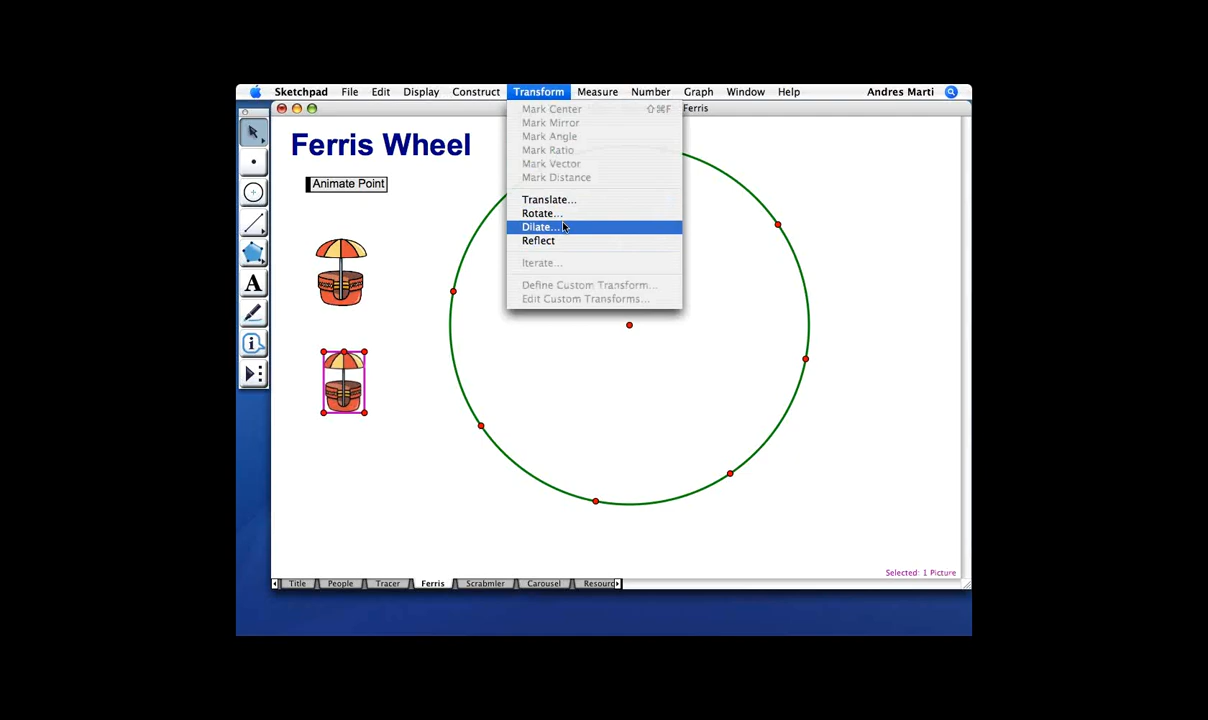 Sketchpad File Edit Display Construct Transform Measure Number Graph Window Help Andres Marti
Ferris
Mark Center ⇧⌘F
Mark Mirror
Mark Angle
Mark Ratio
Mark Vector
Mark Distance
Translate...
Rotate...
Dilate...
Reflect
Iterate...
Define Custom Transform...
Edit Custom Transforms...
Ferris Wheel
Animate Point
A
Selected: 1 Picture
Title People Tracer Ferris Scrabmler Carousel Resourc